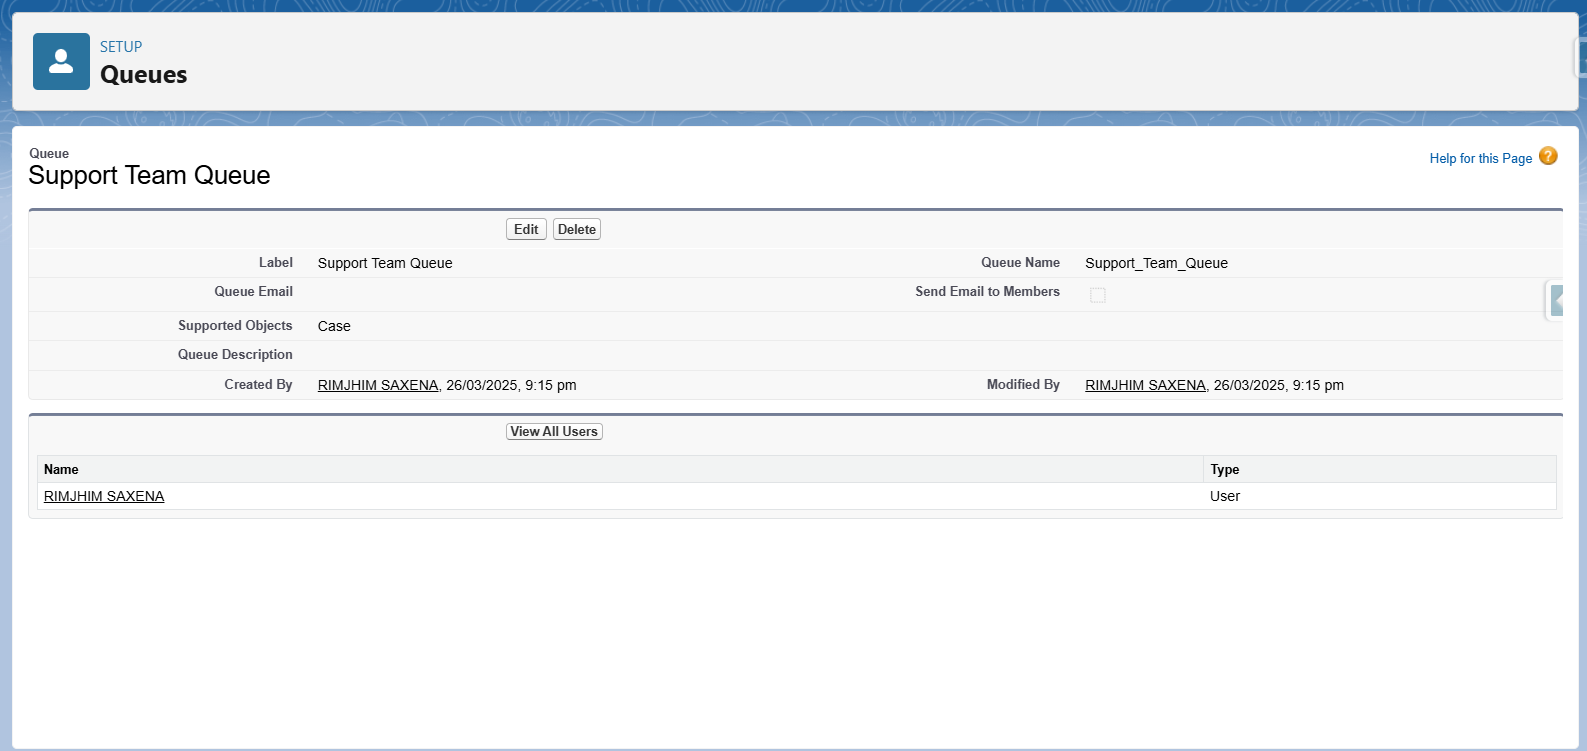 SETUP
Queues
Queue
Support Team Queue
Help for this Page ?
Edit Delete
Label Support Team Queue Queue Name Support_Team_Queue
Queue Email Send Email to Members
Supported Objects Case
Queue Description
Created By RIMJHIM SAXENA, 26/03/2025, 9:15 pm Modified By RIMJHIM SAXENA, 26/03/2025, 9:15 pm
View All Users
Name Type
RIMJHIM SAXENA User